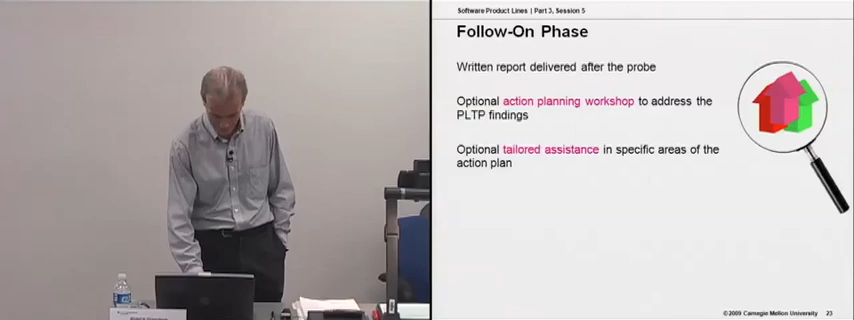 Software Product Lines | Part 3, Session 5
Follow-On Phase
Written report delivered after the probe
Optional action planning workshop to address the
PLTP findings
Optional tailored assistance in specific areas of the
action plan
© 2009 Carnegie Mellon University 23